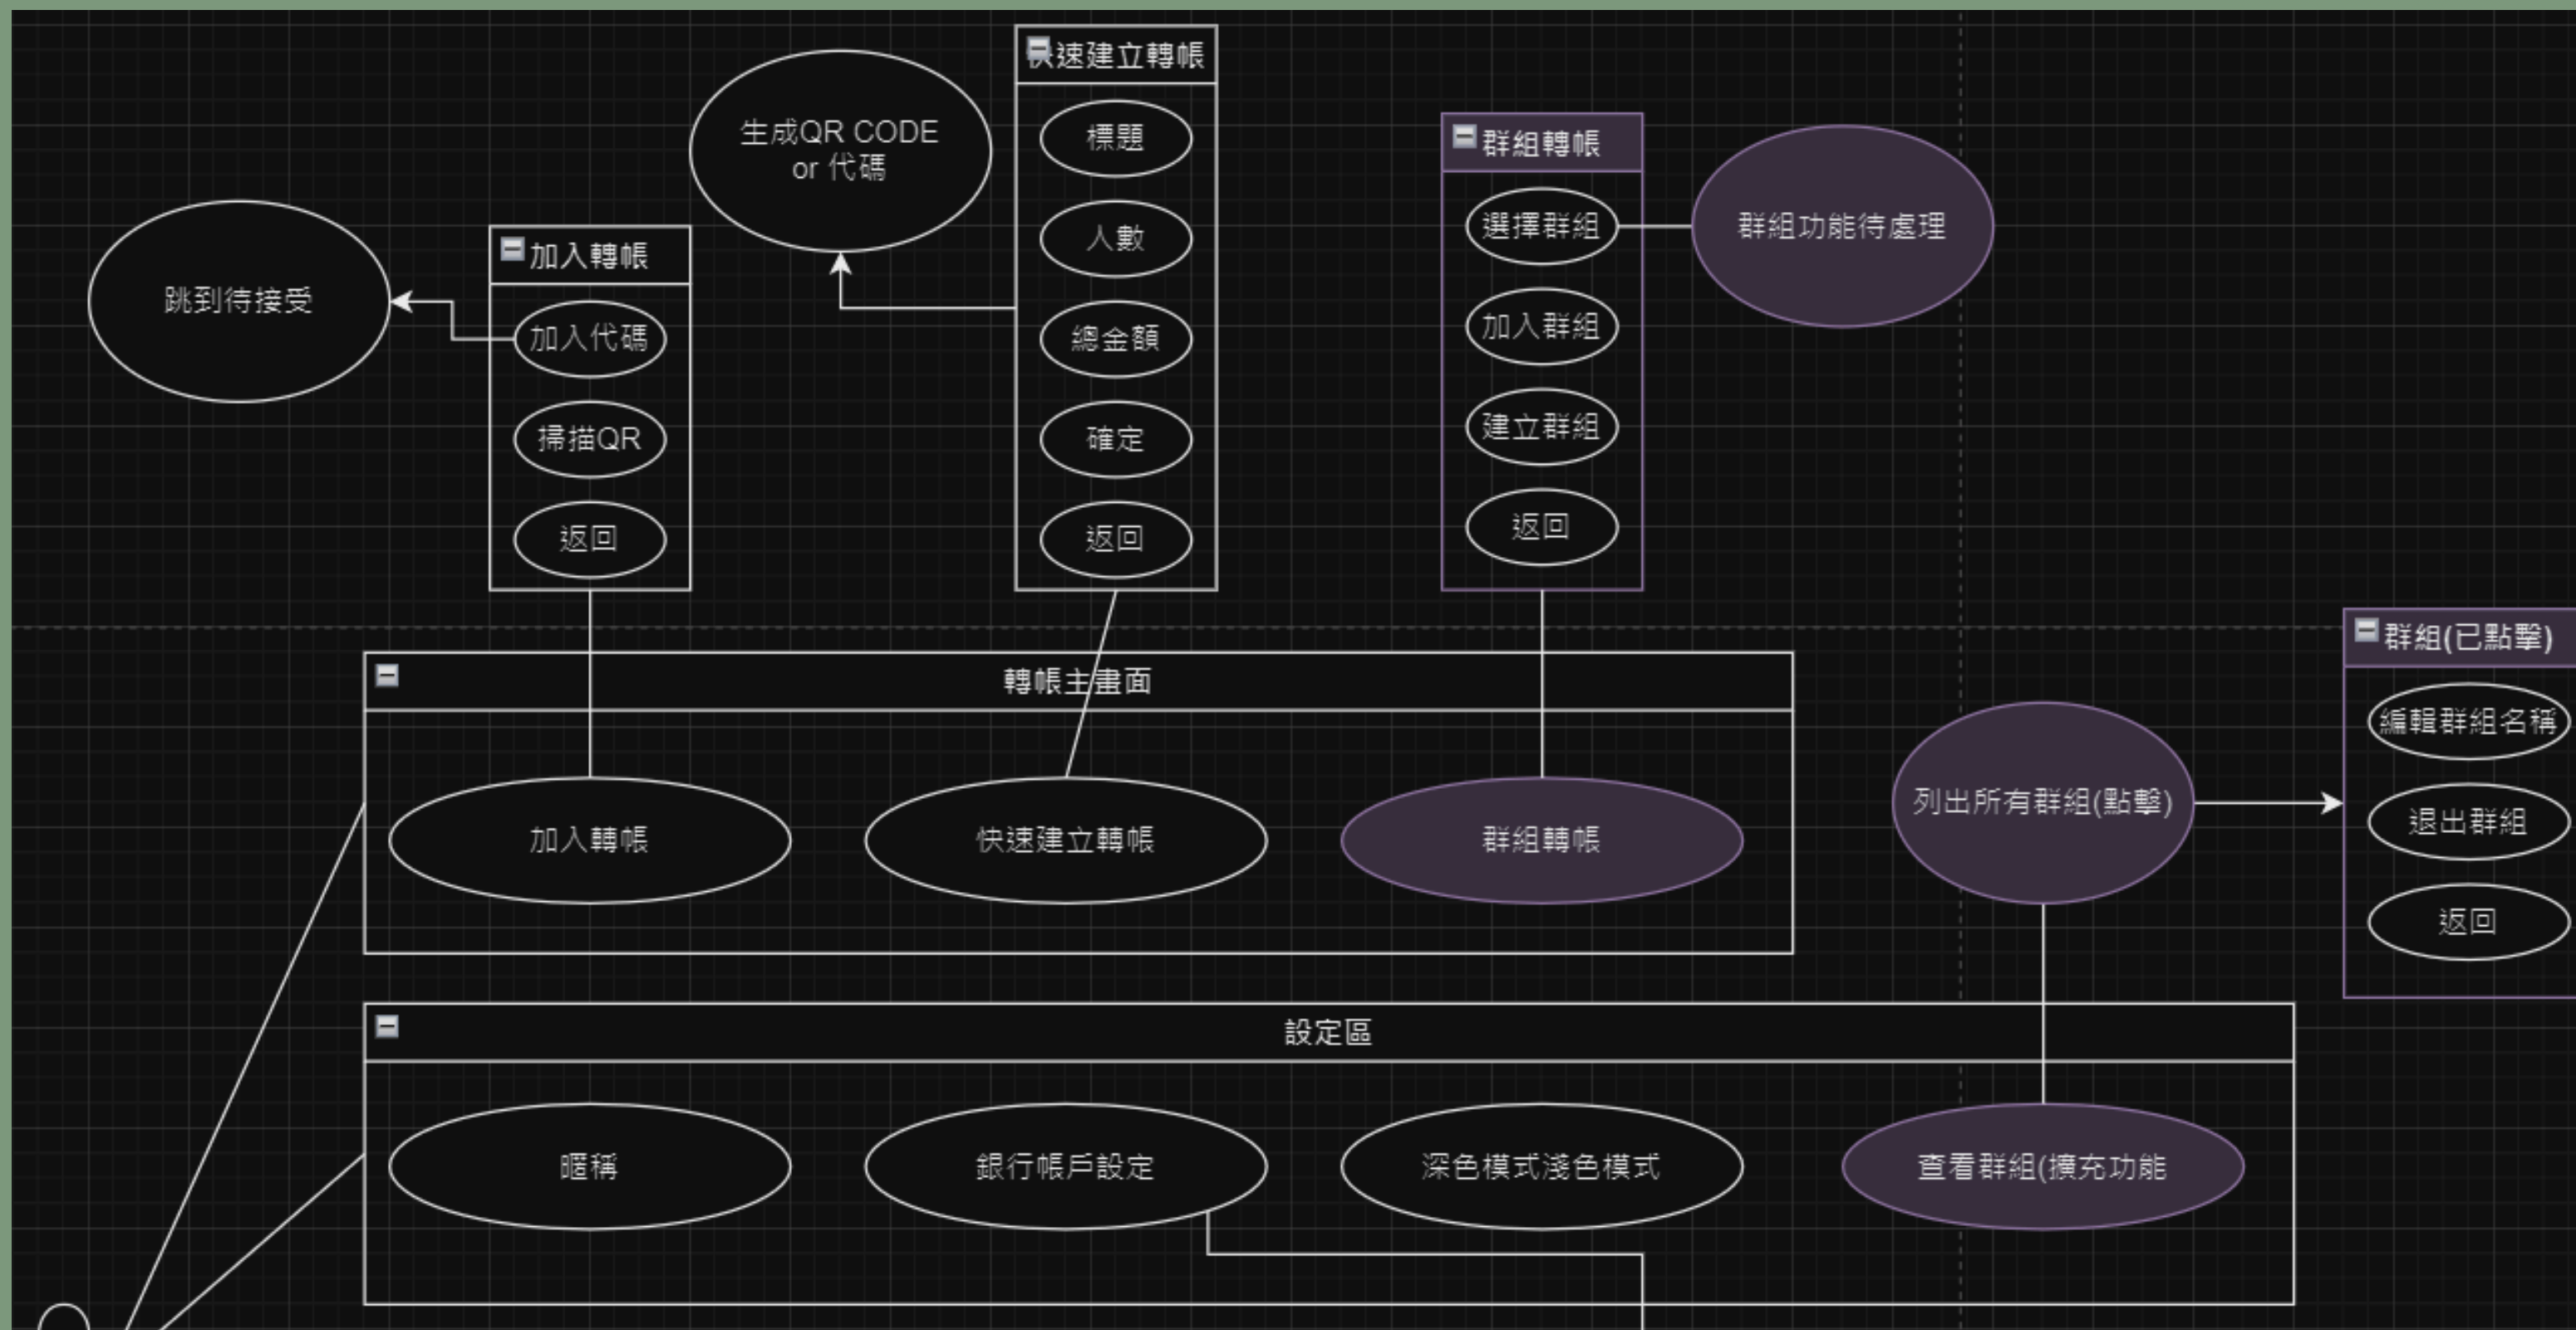 快速建立轉帳
標題
人數
總金額
確定
返回
生成QR CODE
or 代碼
群組轉帳
選擇群組
加入群組
建立群組
返回
群組功能待處理
加入轉帳
加入代碼
掃描QR
返回
跳到待接受
轉帳主畫面
加入轉帳
快速建立轉帳
群組轉帳
列出所有群組(點擊)
群組(已點擊)
編輯群組名稱
退出群組
返回
設定區
暱稱
銀行帳戶設定
深色模式淺色模式
查看群組(擴充功能